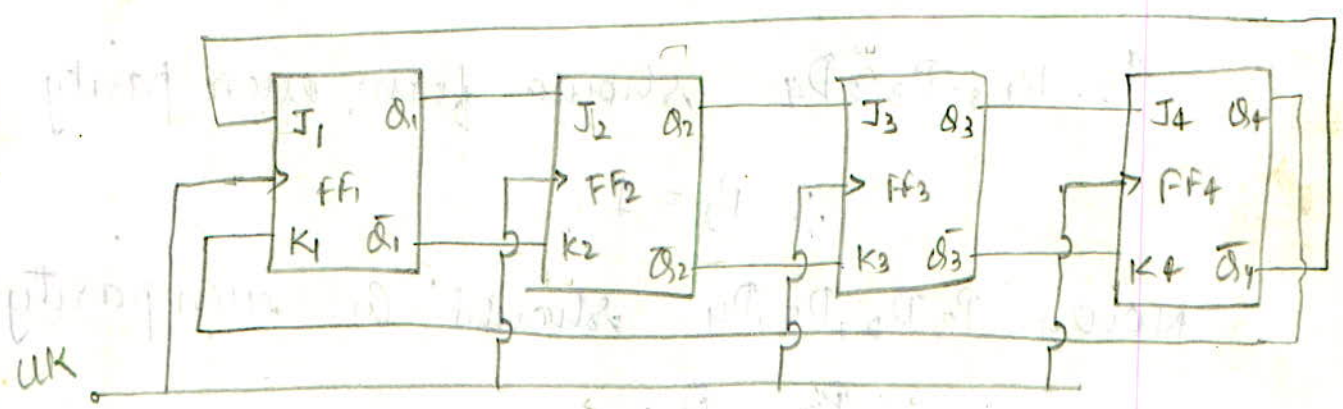 J1 Q1 J2 Q2 J3 Q3 J4 Q4
FF1 FF2 FF3 FF4
K1 Q̄1 K2 Q̄2 K3 Q̄3 K4 Q̄4
CLK